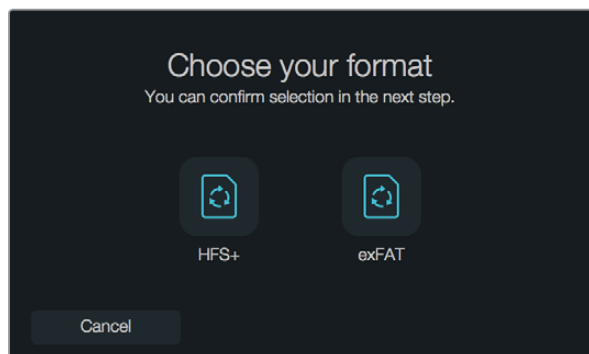 Choose your format
You can confirm selection in the next step.
HFS+
exFAT
Cancel